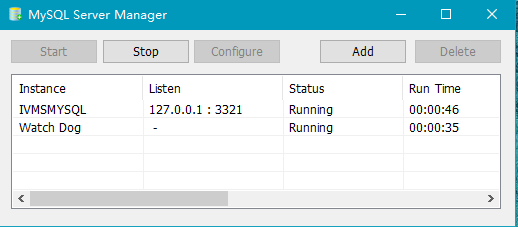 MySQL Server Manager
Start Stop Configure Add Delete
Instance Listen Status Run Time
IVMSMYSQL 127.0.0.1 : 3321 Running 00:00:46
Watch Dog - Running 00:00:35